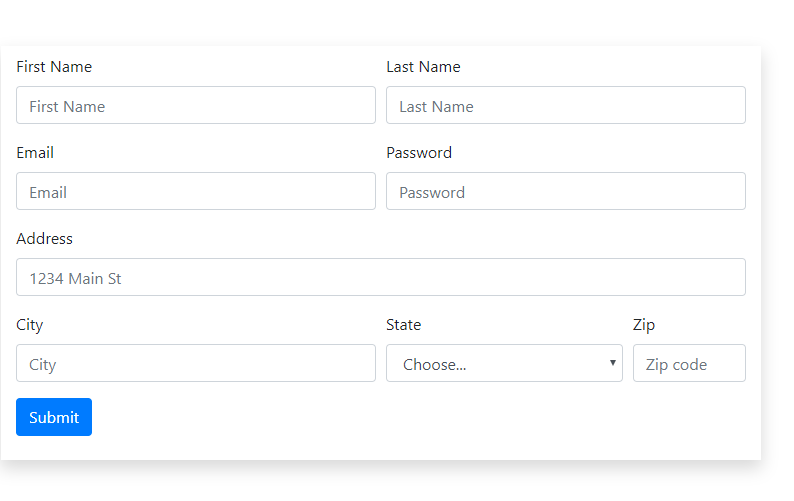 First Name Last Name
First Name Last Name
Email Password
Email Password
Address
1234 Main St
City State Zip
City Choose... Zip code
Submit